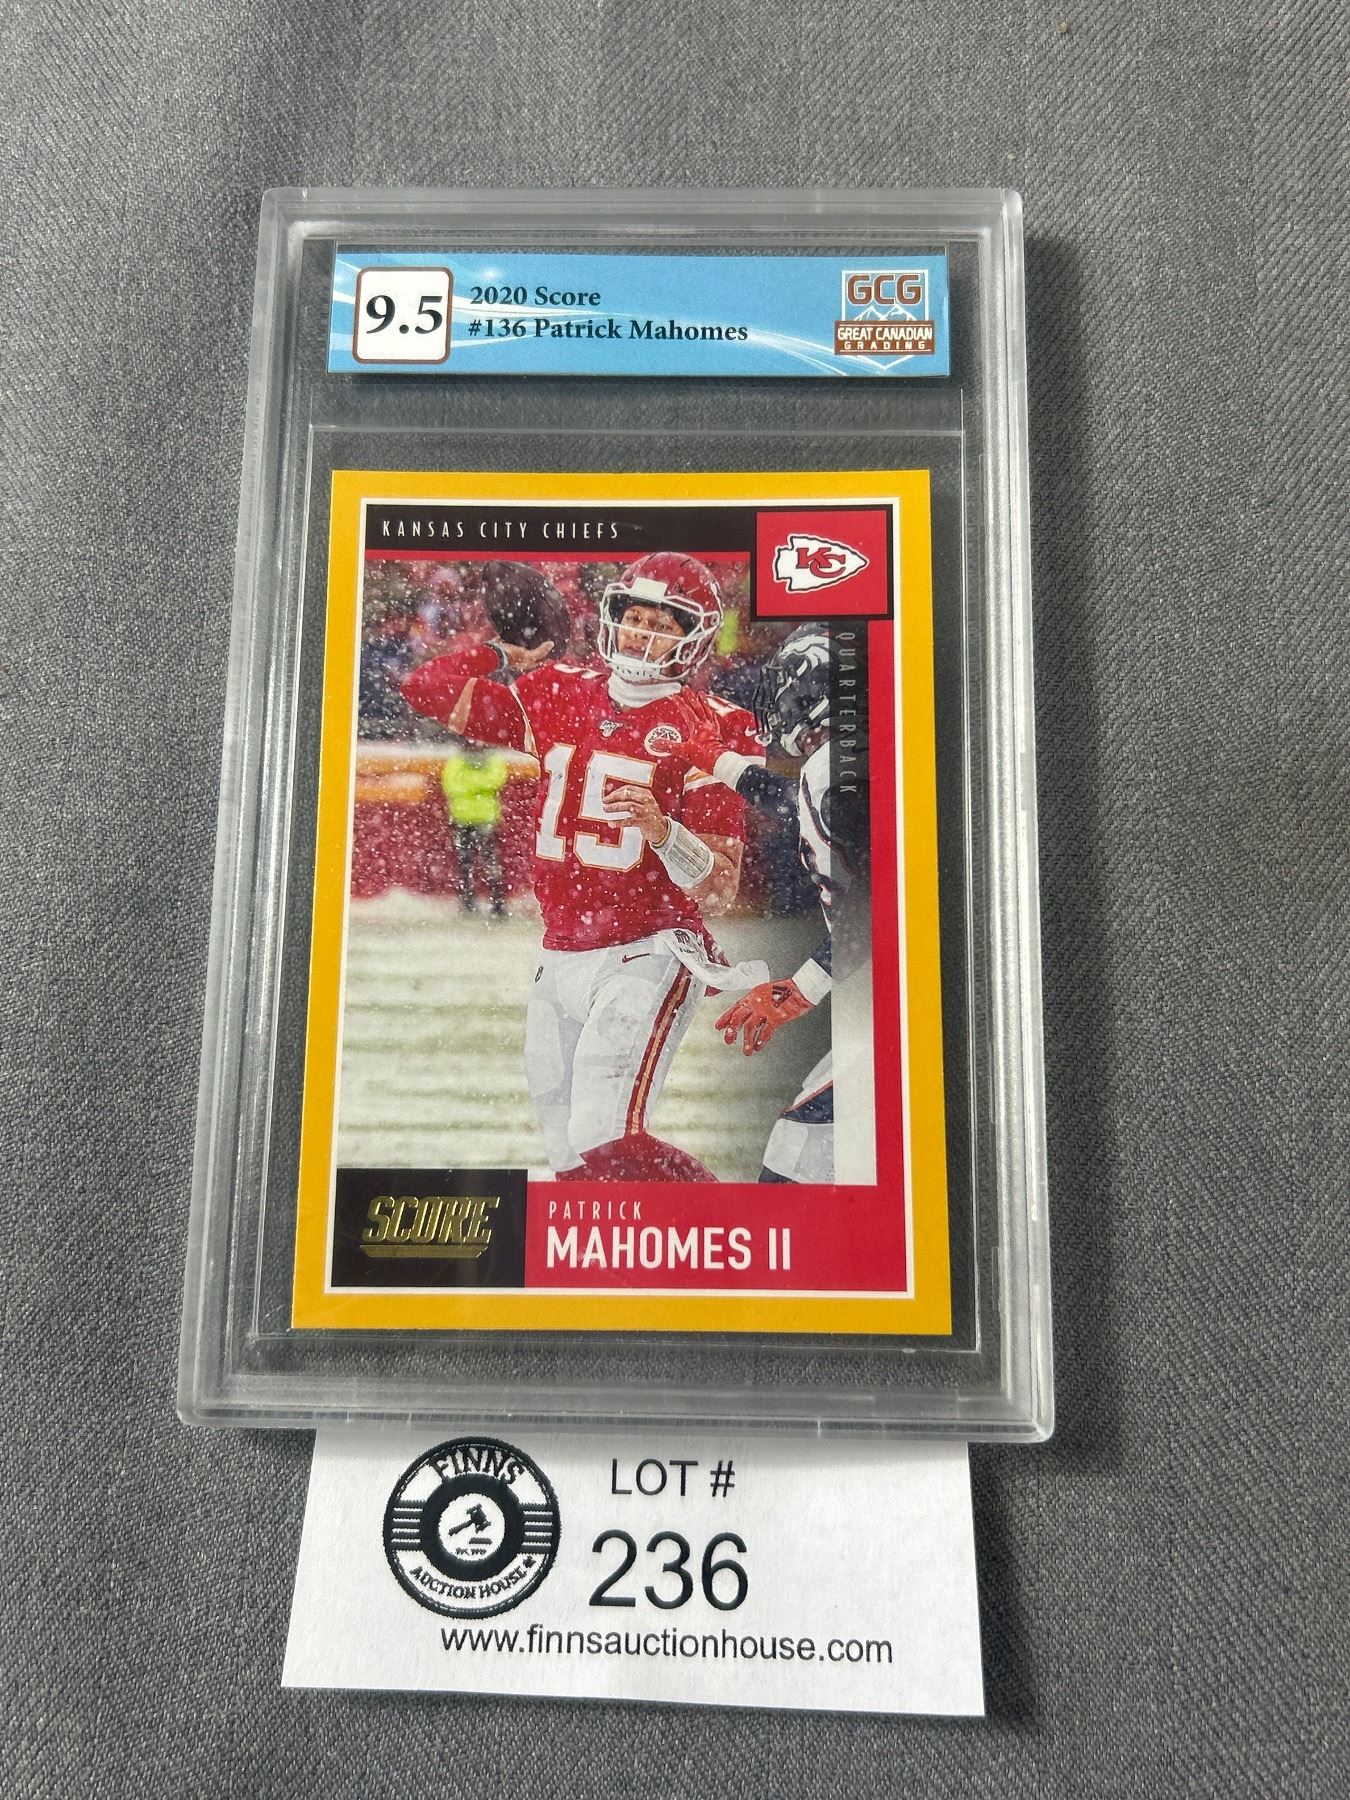 9.5
2020 Score
#136 Patrick Mahomes
GCG
GREAT CANADIAN
GRADING
KANSAS CITY CHIEFS
KC
QUARTERBACK
15
SCORE
PATRICK
MAHOMES II
FINNS
AUCTION HOUSE
LOT #
236
www.finnsauctionhouse.com